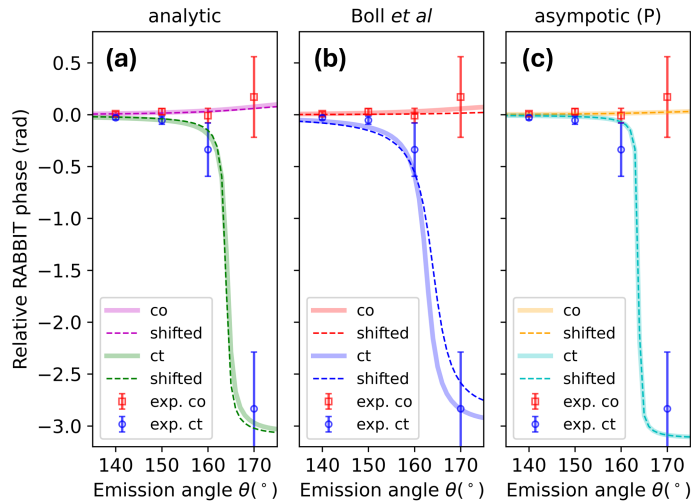 analytic
Boll et al
asympotic (P)
(a)
(b)
(c)
Relative RABBIT phase (rad)
0.5
0.0
−0.5
−1.0
−1.5
−2.0
−2.5
−3.0
co
shifted
ct
shifted
exp. co
exp. ct
co
shifted
ct
shifted
exp. co
exp. ct
co
shifted
ct
shifted
exp. co
exp. ct
140 150 160 170
140 150 160 170
140 150 160 170
Emission angle θ(°)
Emission angle θ(°)
Emission angle θ(°)